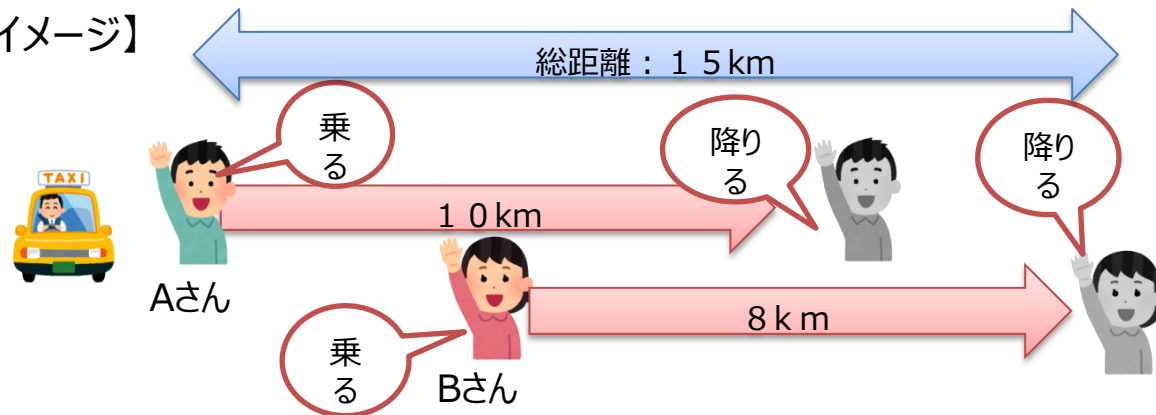 イメージ】
総距離：１５km
乗
る
降り
る
降り
る
TAXI
１０km
Aさん
８ｋｍ
乗
る
Bさん